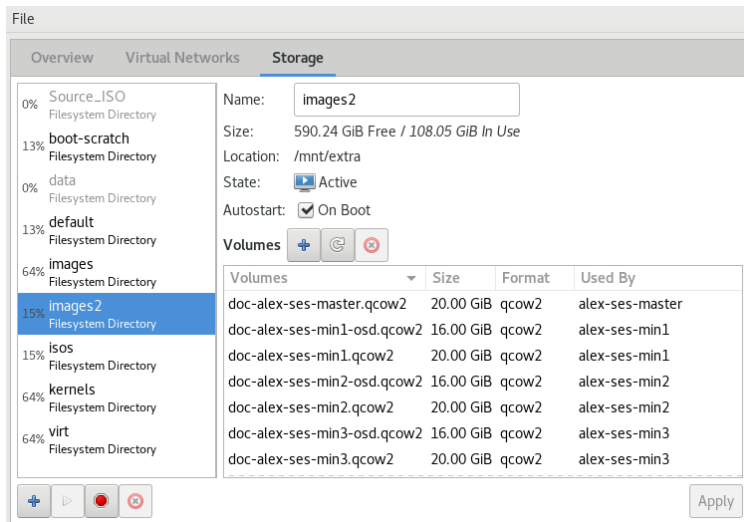 File
Overview Virtual Networks Storage
0% Source_ISO
Filesystem Directory
13% boot-scratch
Filesystem Directory
0% data
Filesystem Directory
13% default
Filesystem Directory
64% images
Filesystem Directory
15% images2
Filesystem Directory
15% isos
Filesystem Directory
64% kernels
Filesystem Directory
64% virt
Filesystem Directory
Name: images2
Size: 590.24 GiB Free / 108.05 GiB In Use
Location: /mnt/extra
State: Active
Autostart: On Boot
Volumes
Volumes Size Format Used By
doc-alex-ses-master.qcow2 20.00 GiB qcow2 alex-ses-master
doc-alex-ses-min1-osd.qcow2 16.00 GiB qcow2 alex-ses-min1
doc-alex-ses-min1.qcow2 20.00 GiB qcow2 alex-ses-min1
doc-alex-ses-min2-osd.qcow2 16.00 GiB qcow2 alex-ses-min2
doc-alex-ses-min2.qcow2 20.00 GiB qcow2 alex-ses-min2
doc-alex-ses-min3-osd.qcow2 16.00 GiB qcow2 alex-ses-min3
doc-alex-ses-min3.qcow2 20.00 GiB qcow2 alex-ses-min3
Apply